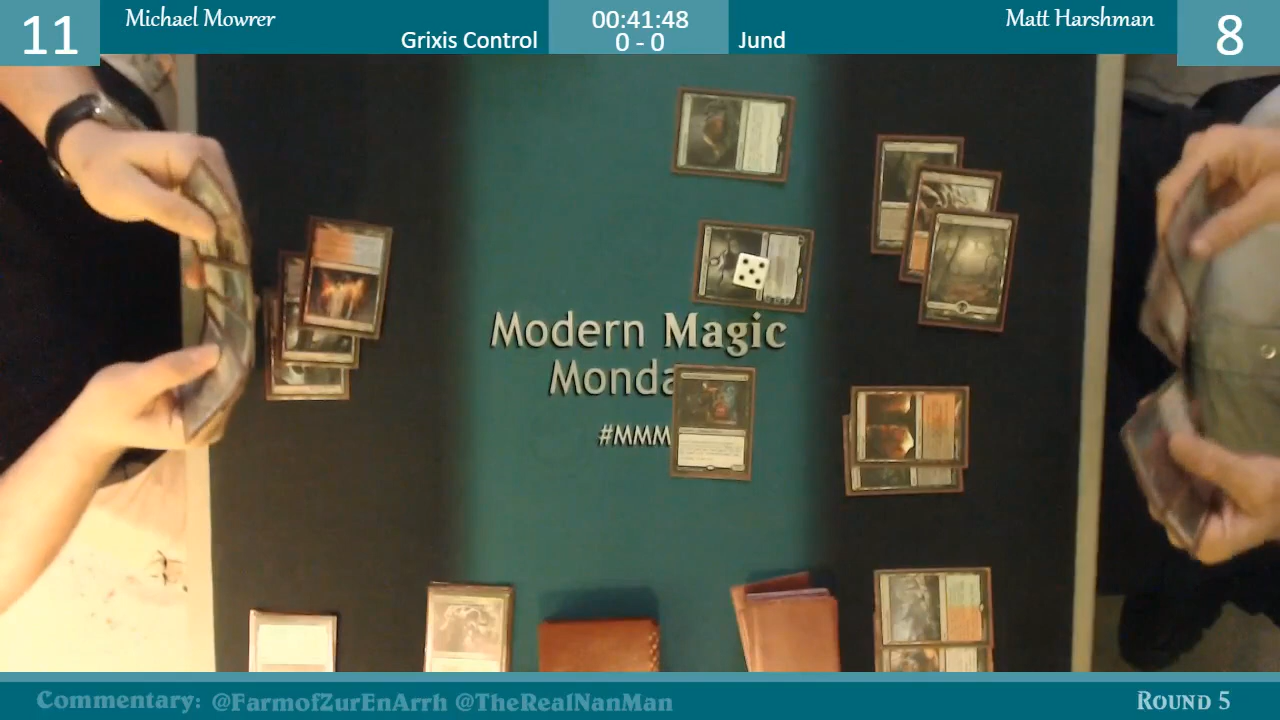 11
Michael Mowrer
Grixis Control
00:41:48
0 - 0
Jund
Matt Harshman
8
Modern Magic
Monda
#MMM
Commentary: @FarmofZurEnArrh @TheRealNanMan
Round 5